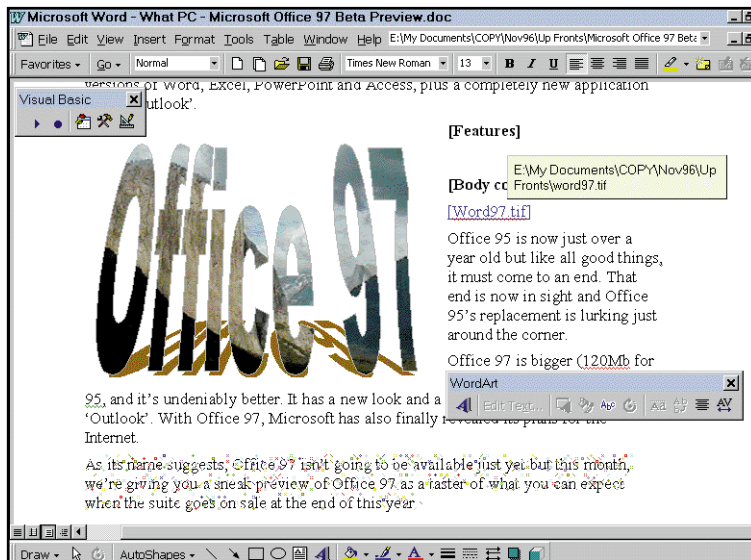 Microsoft Word - What PC - Microsoft Office 97 Beta Preview.doc
File Edit View Insert Format Tools Table Window Help E:\My Documents\COPY\Nov96\Up Fronts\Microsoft Office 97 Beta
Favorites Go Normal Times New Roman 13 B I U
versions of Word, Excel, PowerPoint and Access, plus a completely new application
Visual Basic
utlook’.
[Features]
E:\My Documents\COPY\Nov96\Up
Fronts\word97.tif
[Body co
[Word97.tif]
Office 97
Office 95 is now just over a
year old but like all good things,
it must come to an end. That
end is now in sight and Office
95’s replacement is lurking just
around the corner.
Office 97 is bigger (120Mb for
WordArt
Edit Text... Abc Aa Ab AV
95, and it’s undeniably better. It has a new look and a
‘Outlook’. With Office 97, Microsoft has also finally revealed its plans for the
Internet.
As its name suggests, Office 97 isn’t going to be available just yet but this month,
we’re giving you a sneak preview of Office 97 as a taster of what you can expect
when the suite goes on sale at the end of this year
Draw AutoShapes A